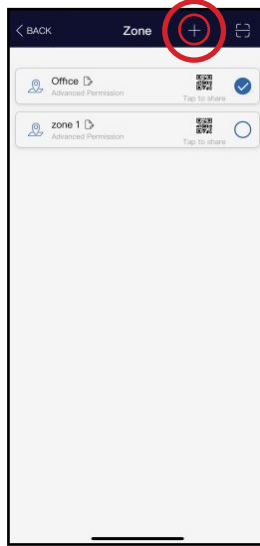 BACK Zone
Office
Advanced Permission
Tap to share
zone 1
Advanced Permission
Tap to share